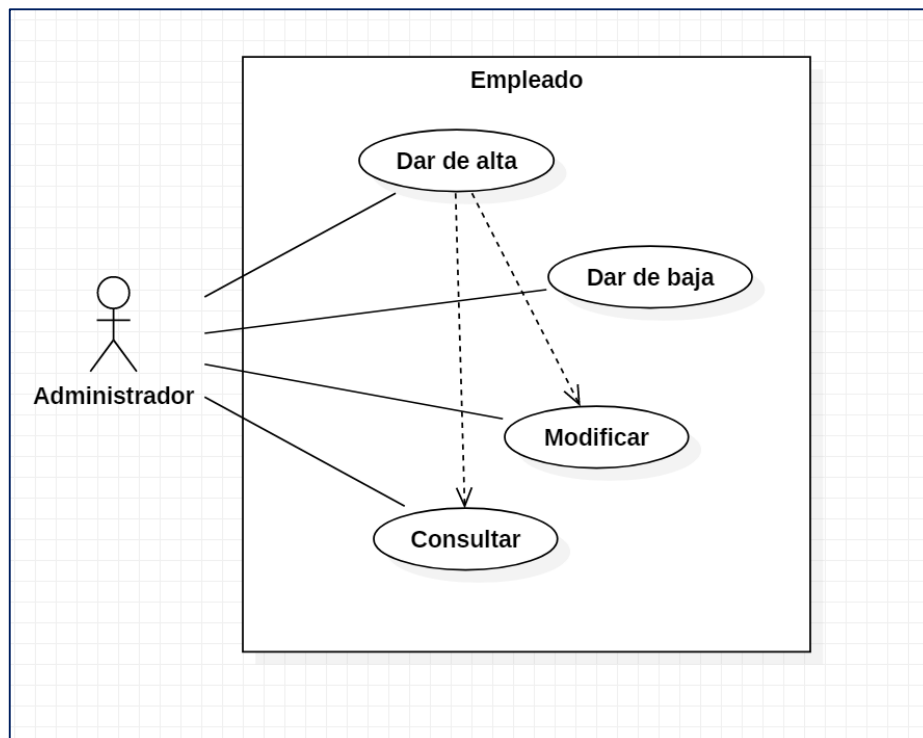 Empleado
Dar de alta
Dar de baja
Administrador
Modificar
Consultar